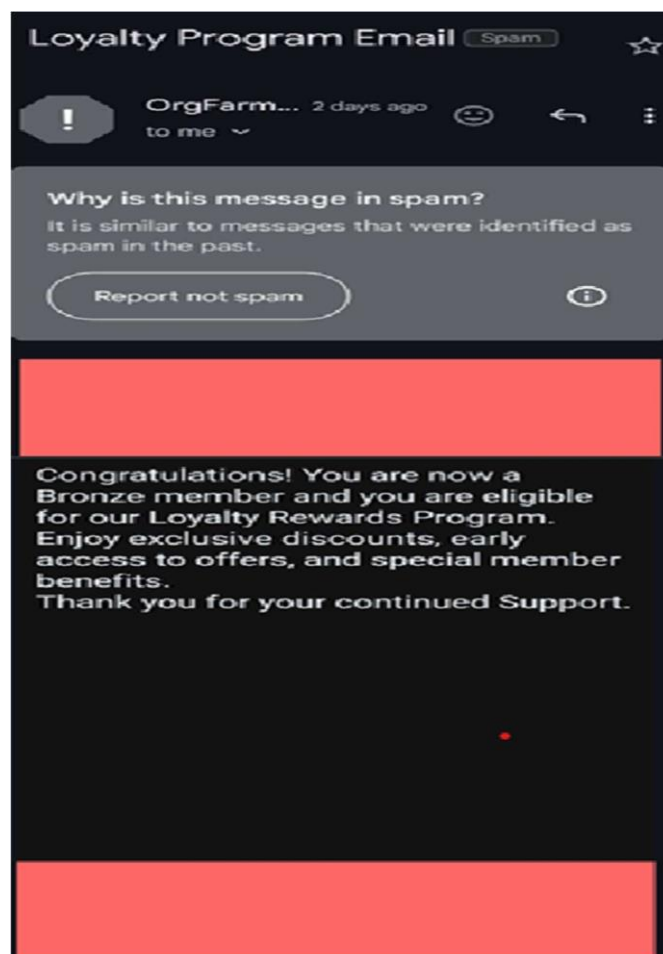 Loyalty Program Email Spam
OrgFarm... 2 days ago
to me
Why is this message in spam?
It is similar to messages that were identified as
spam in the past.
Report not spam
Congratulations! You are now a
Bronze member and you are eligible
for our Loyalty Rewards Program.
Enjoy exclusive discounts, early
access to offers, and special member
benefits.
Thank you for your continued Support.